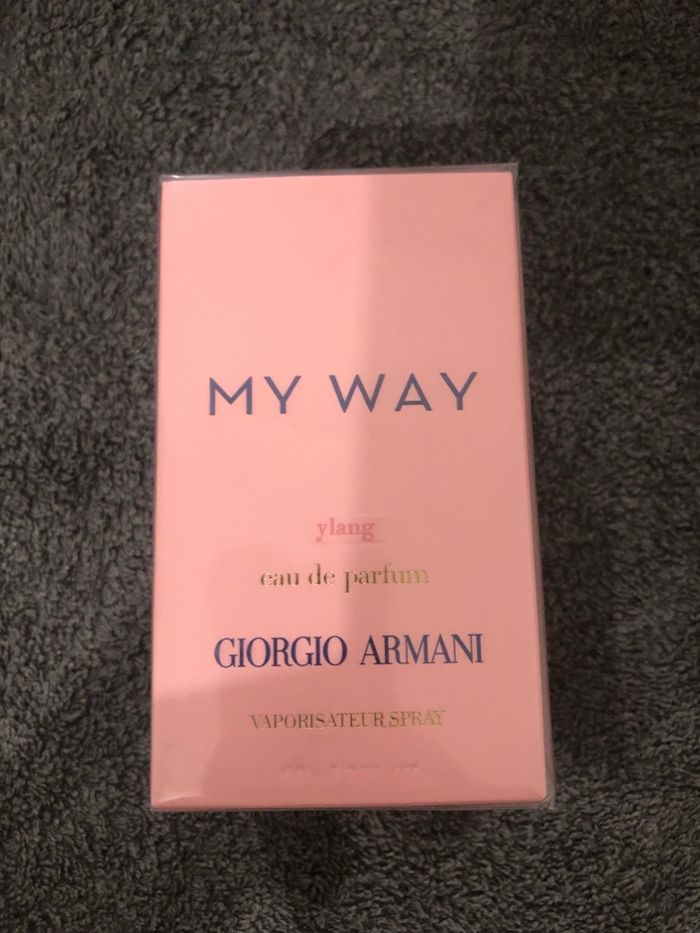 MY WAY
ylang
eau de parfum
GIORGIO ARMANI
VAPORISATEUR SPRAY